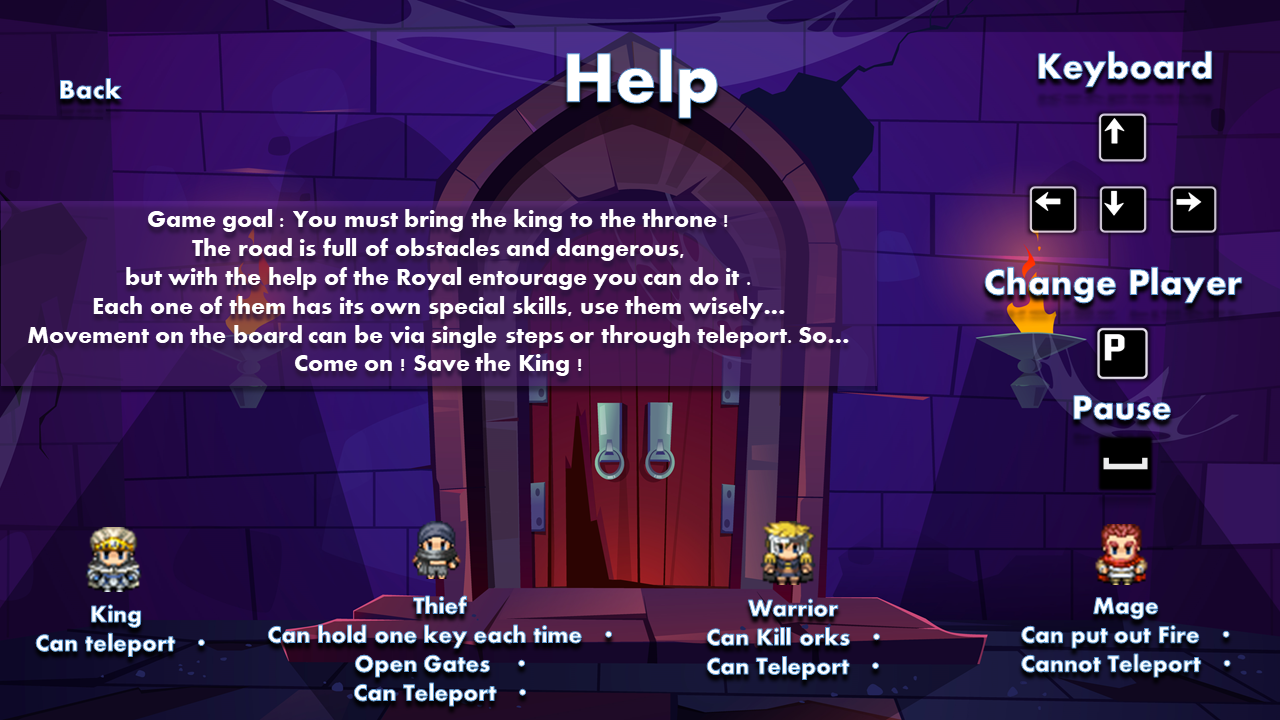 Help
Back
Keyboard
Game goal : You must bring the king to the throne !
The road is full of obstacles and dangerous,
but with the help of the Royal entourage you can do it .
Each one of them has its own special skills, use them wisely...
Movement on the board can be via single steps or through teleport. So...
Come on ! Save the King !
Change Player
P
Pause
King
Can teleport •
Thief
Can hold one key each time •
Open Gates •
Can Teleport •
Warrior
Can Kill orks •
Can Teleport •
Mage
Can put out Fire •
Cannot Teleport •